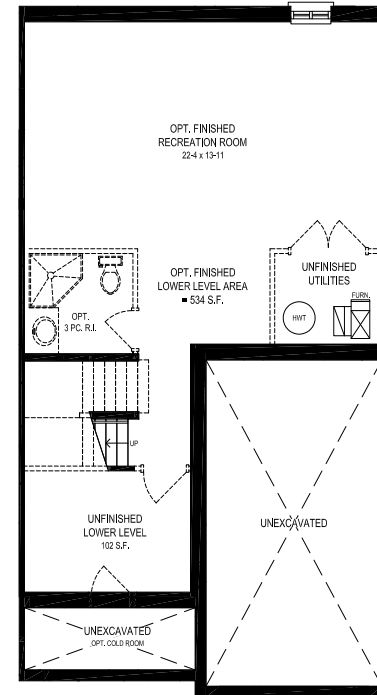 OPT. FINISHED
RECREATION ROOM
22-4 x 13-11
OPT. FINISHED
LOWER LEVEL AREA
= 534 S.F.
UNFINISHED
UTILITIES
FURN.
HWT
OPT.
3 PC. R.I.
UP
UNFINISHED
LOWER LEVEL
102 S.F.
UNEXCAVATED
UNEXCAVATED
OPT. COLD ROOM